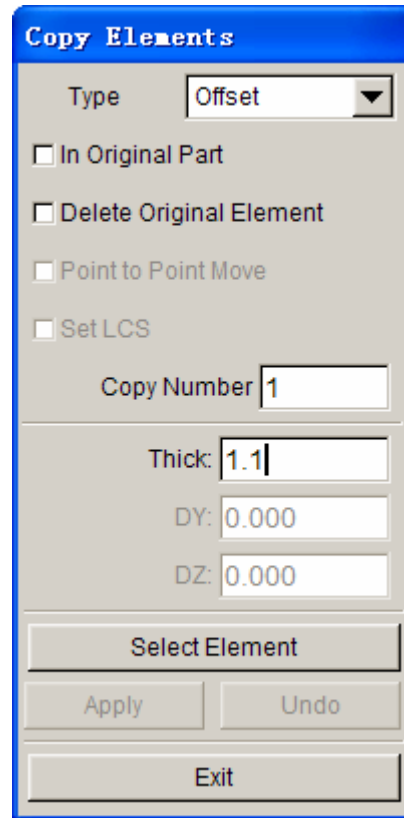 Copy Elements
Type Offset
In Original Part
Delete Original Element
Point to Point Move
Set LCS
Copy Number 1
Thick: 1.1
DY: 0.000
DZ: 0.000
Select Element
Apply Undo
Exit